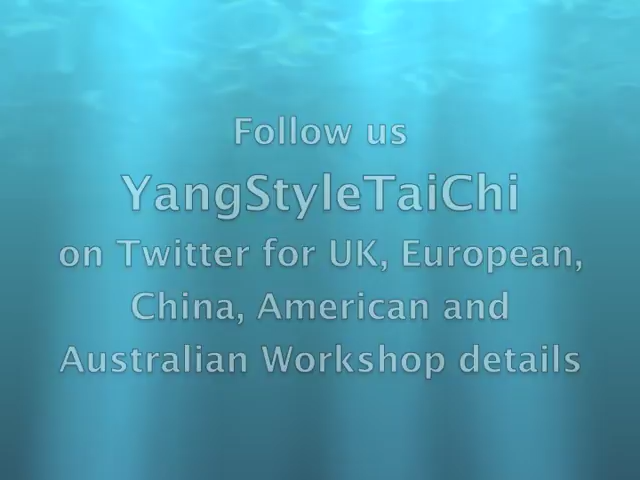 Follow us
YangStyleTaiChi
on Twitter for UK, European,
China, American and
Australian Workshop details